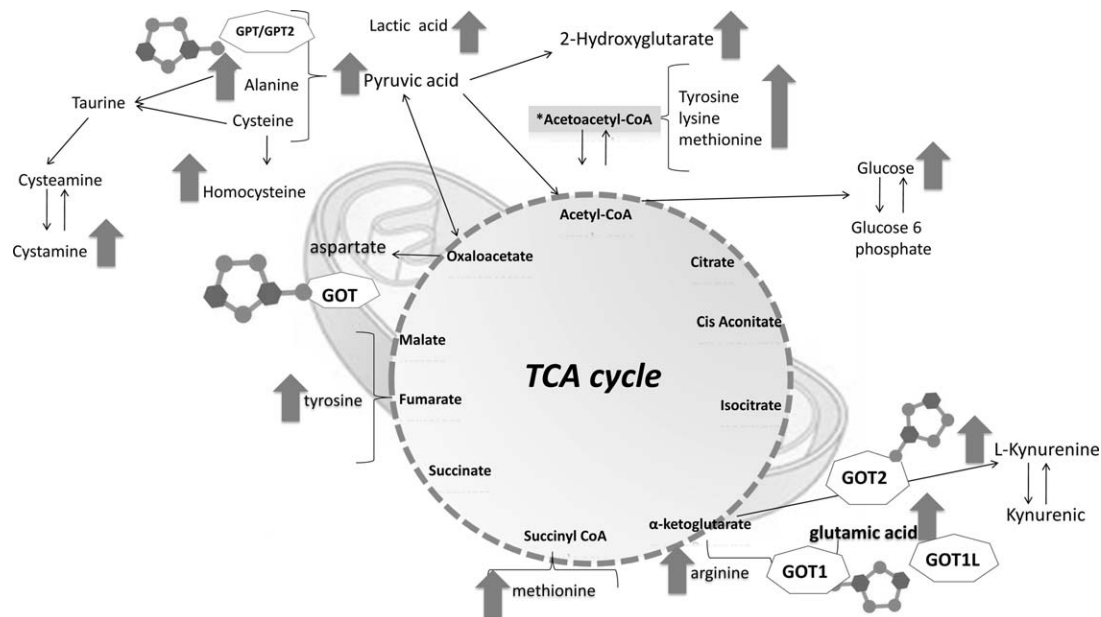 GPT/GPT2
Lactic acid
2-Hydroxyglutarate
Alanine
Pyruvic acid
Taurine
Cysteine
*Acetoacetyl-CoA
Tyrosine
lysine
methionine
Cysteamine
Homocysteine
Glucose
Cystamine
Acetyl-CoA
Glucose 6
phosphate
aspartate
Oxaloacetate
Citrate
GOT
Cis Aconitate
Malate
TCA cycle
tyrosine
Fumarate
Isocitrate
L-Kynurenine
Succinate
GOT2
Kynurenic
Succinyl CoA
α-ketoglutarate
glutamic acid
GOT1L
methionine
arginine
GOT1